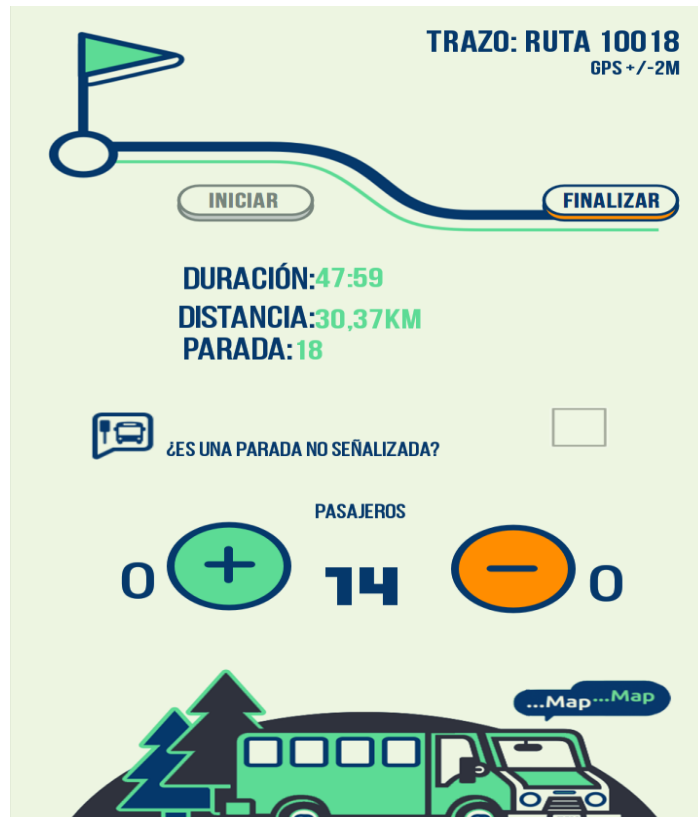 TRAZO: RUTA 10018
GPS +/-2M
INICIAR
FINALIZAR
DURACIÓN:47:59
DISTANCIA:30,37KM
PARADA:18
¿ES UNA PARADA NO SEÑALIZADA?
PASAJEROS
0 + 14 − 0
...Map...Map